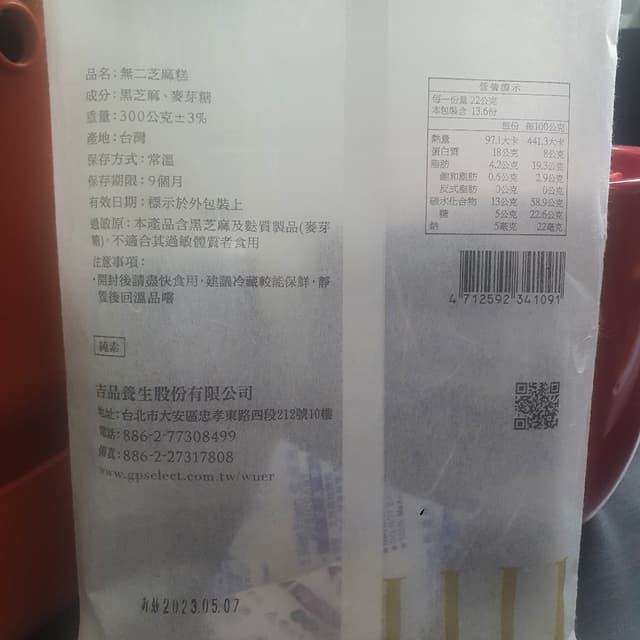 品名：無二芝麻糕
成分：黑芝麻、麥芽糖
重量：300公克±3%
產地：台灣
保存方式：常溫
保存期限：9個月
有效日期：標示於外包裝上
過敏原：本產品含黑芝麻及麩質製品(麥芽
糖)，不適合其過敏體質者食用
注意事項：
·開封後請盡快食用，建議冷藏較能保鮮，靜
置後回溫品嚐
純素
吉品養生股份有限公司
地址：台北市大安區忠孝東路四段212號10樓
電話：886-2-77308499
傳真：886-2-27317808
www.gpselect.com.tw/wuer
2023.05.07
營養標示
每一份量 22公克
本包裝含 13.6份
每份 每100公克
熱量 97.1大卡 441.3大卡
蛋白質 1.8公克 8公克
脂肪 4.2公克 19.3公克
飽和脂肪 0.6公克 2.9公克
反式脂肪 0公克 0公克
碳水化合物 13公克 58.9公克
糖 5公克 22.6公克
鈉 5毫克 22毫克
4 712592 341091